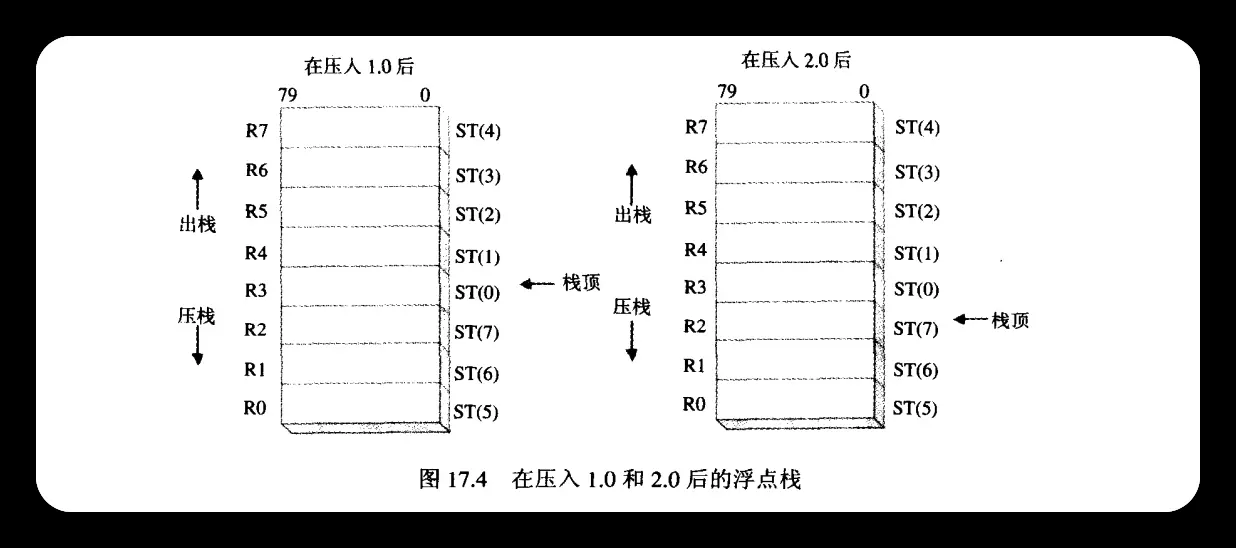 在压入 1.0 后
79 0
R7 ST(4)
R6 ST(3)
R5 ST(2)
R4 ST(1)
R3 ST(0)
R2 ST(7)
R1 ST(6)
R0 ST(5)
出栈
压栈
栈顶
在压入 2.0 后
79 0
R7 ST(4)
R6 ST(3)
R5 ST(2)
R4 ST(1)
R3 ST(0)
R2 ST(7)
R1 ST(6)
R0 ST(5)
出栈
压栈
栈顶
图 17.4 在压入 1.0 和 2.0 后的浮点栈